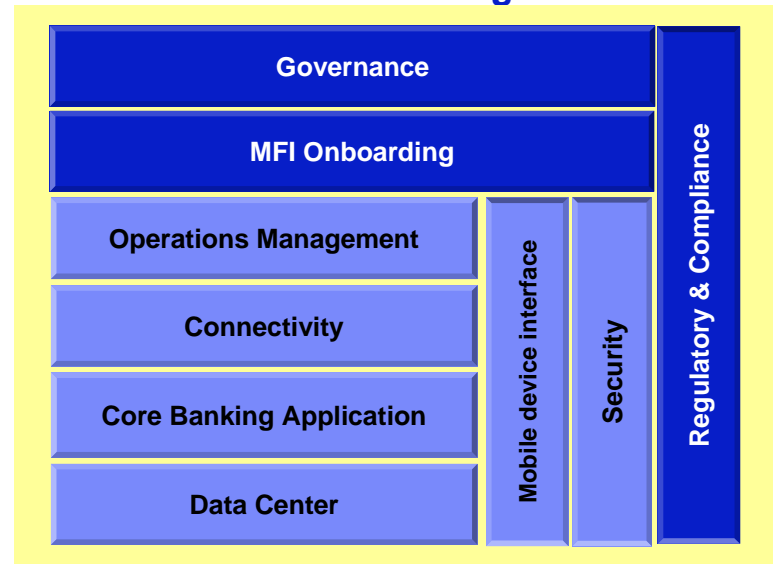 Governance
MFI Onboarding
Operations Management
Connectivity
Core Banking Application
Data Center
Mobile device interface
Security
Regulatory & Compliance